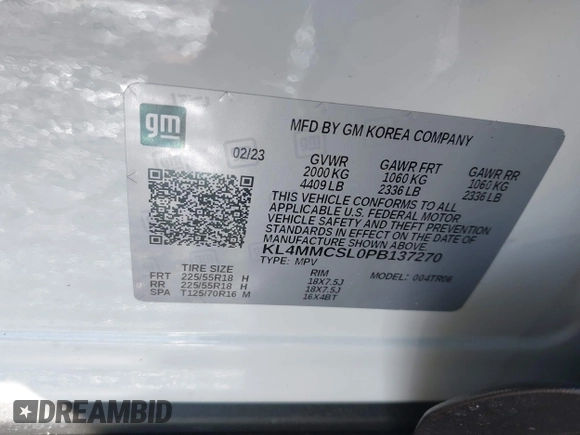 gm
MFD BY GM KOREA COMPANY
02/23
GVWR GAWR FRT GAWR RR
2000 KG 1060 KG 1060 KG
4409 LB 2336 LB 2336 LB
THIS VEHICLE CONFORMS TO ALL
APPLICABLE U.S. FEDERAL MOTOR
VEHICLE SAFETY AND THEFT PREVENTION
STANDARDS IN EFFECT ON THE DATE OF
MANUFACTURE SHOWN ABOVE.
KL4MMCSL0PB137270
TYPE: MPV MODEL: 004TR06
TIRE SIZE RIM
FRT 225/55R18 H 18X7.5J
RR 225/55R18 H 18X7.5J
SPA T125/70R16 M 16X4BT
DREAMBID